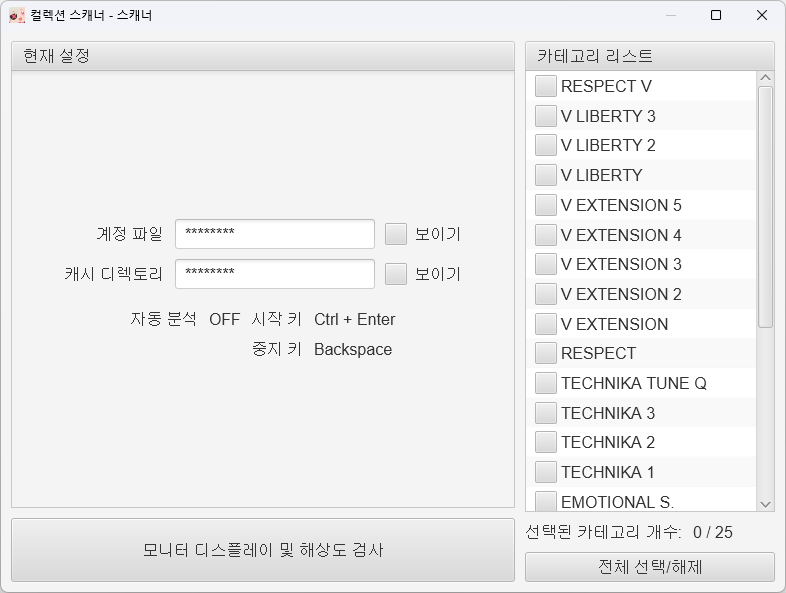 컬렉션 스캐너 - 스캐너
현재 설정
계정 파일 ******** 보이기
캐시 디렉토리 ******** 보이기
자동 분석 OFF 시작 키 Ctrl + Enter
중지 키 Backspace
모니터 디스플레이 및 해상도 검사
카테고리 리스트
RESPECT V
V LIBERTY 3
V LIBERTY 2
V LIBERTY
V EXTENSION 5
V EXTENSION 4
V EXTENSION 3
V EXTENSION 2
V EXTENSION
RESPECT
TECHNIKA TUNE Q
TECHNIKA 3
TECHNIKA 2
TECHNIKA 1
EMOTIONAL S.
선택된 카테고리 개수: 0 / 25
전체 선택/해제